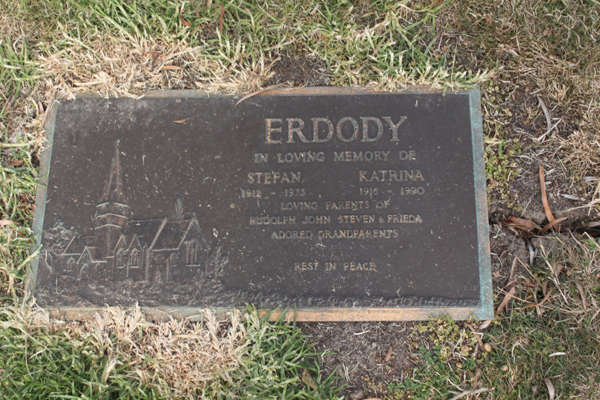 ERDODY
IN LOVING MEMORY OF
STEFAN KATRINA
1912 - 1973 1916 - 1990
LOVING PARENTS OF
RUDOLPH JOHN STEVEN & FRIEDA
ADORED GRANDPARENTS
REST IN PEACE